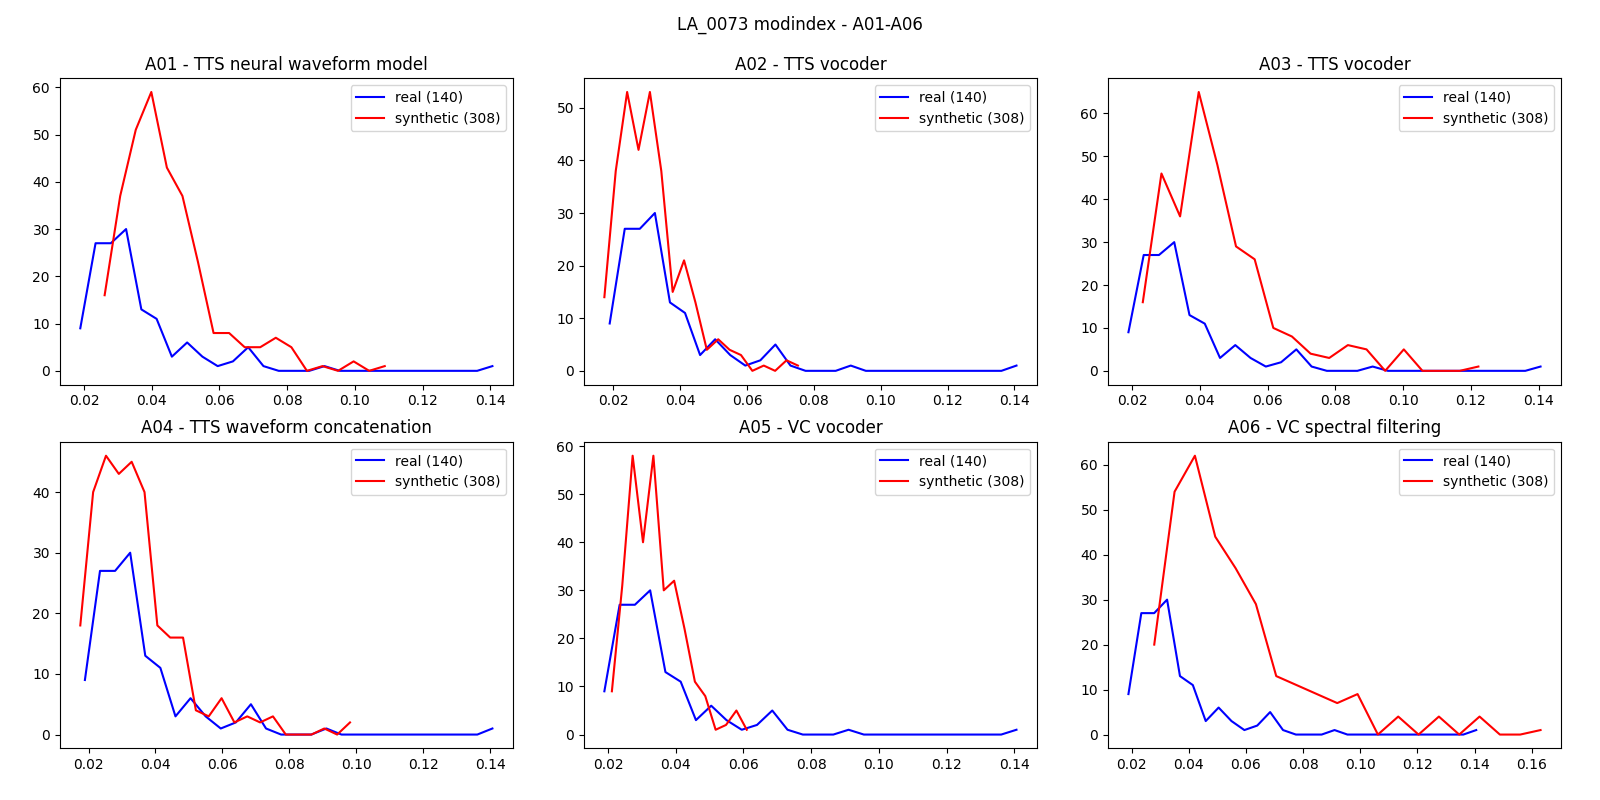 LA_0073 modindex - A01-A06
A01 - TTS neural waveform model
60
50
40
30
20
10
0
real (140)
synthetic (308)
0.02 0.04 0.06 0.08 0.10 0.12 0.14
A02 - TTS vocoder
50
40
30
20
10
0
real (140)
synthetic (308)
0.02 0.04 0.06 0.08 0.10 0.12 0.14
A03 - TTS vocoder
60
50
40
30
20
10
0
real (140)
synthetic (308)
0.02 0.04 0.06 0.08 0.10 0.12 0.14
A04 - TTS waveform concatenation
40
30
20
10
0
real (140)
synthetic (308)
0.02 0.04 0.06 0.08 0.10 0.12 0.14
A05 - VC vocoder
60
50
40
30
20
10
0
real (140)
synthetic (308)
0.02 0.04 0.06 0.08 0.10 0.12 0.14
A06 - VC spectral filtering
60
50
40
30
20
10
0
real (140)
synthetic (308)
0.02 0.04 0.06 0.08 0.10 0.12 0.14 0.16